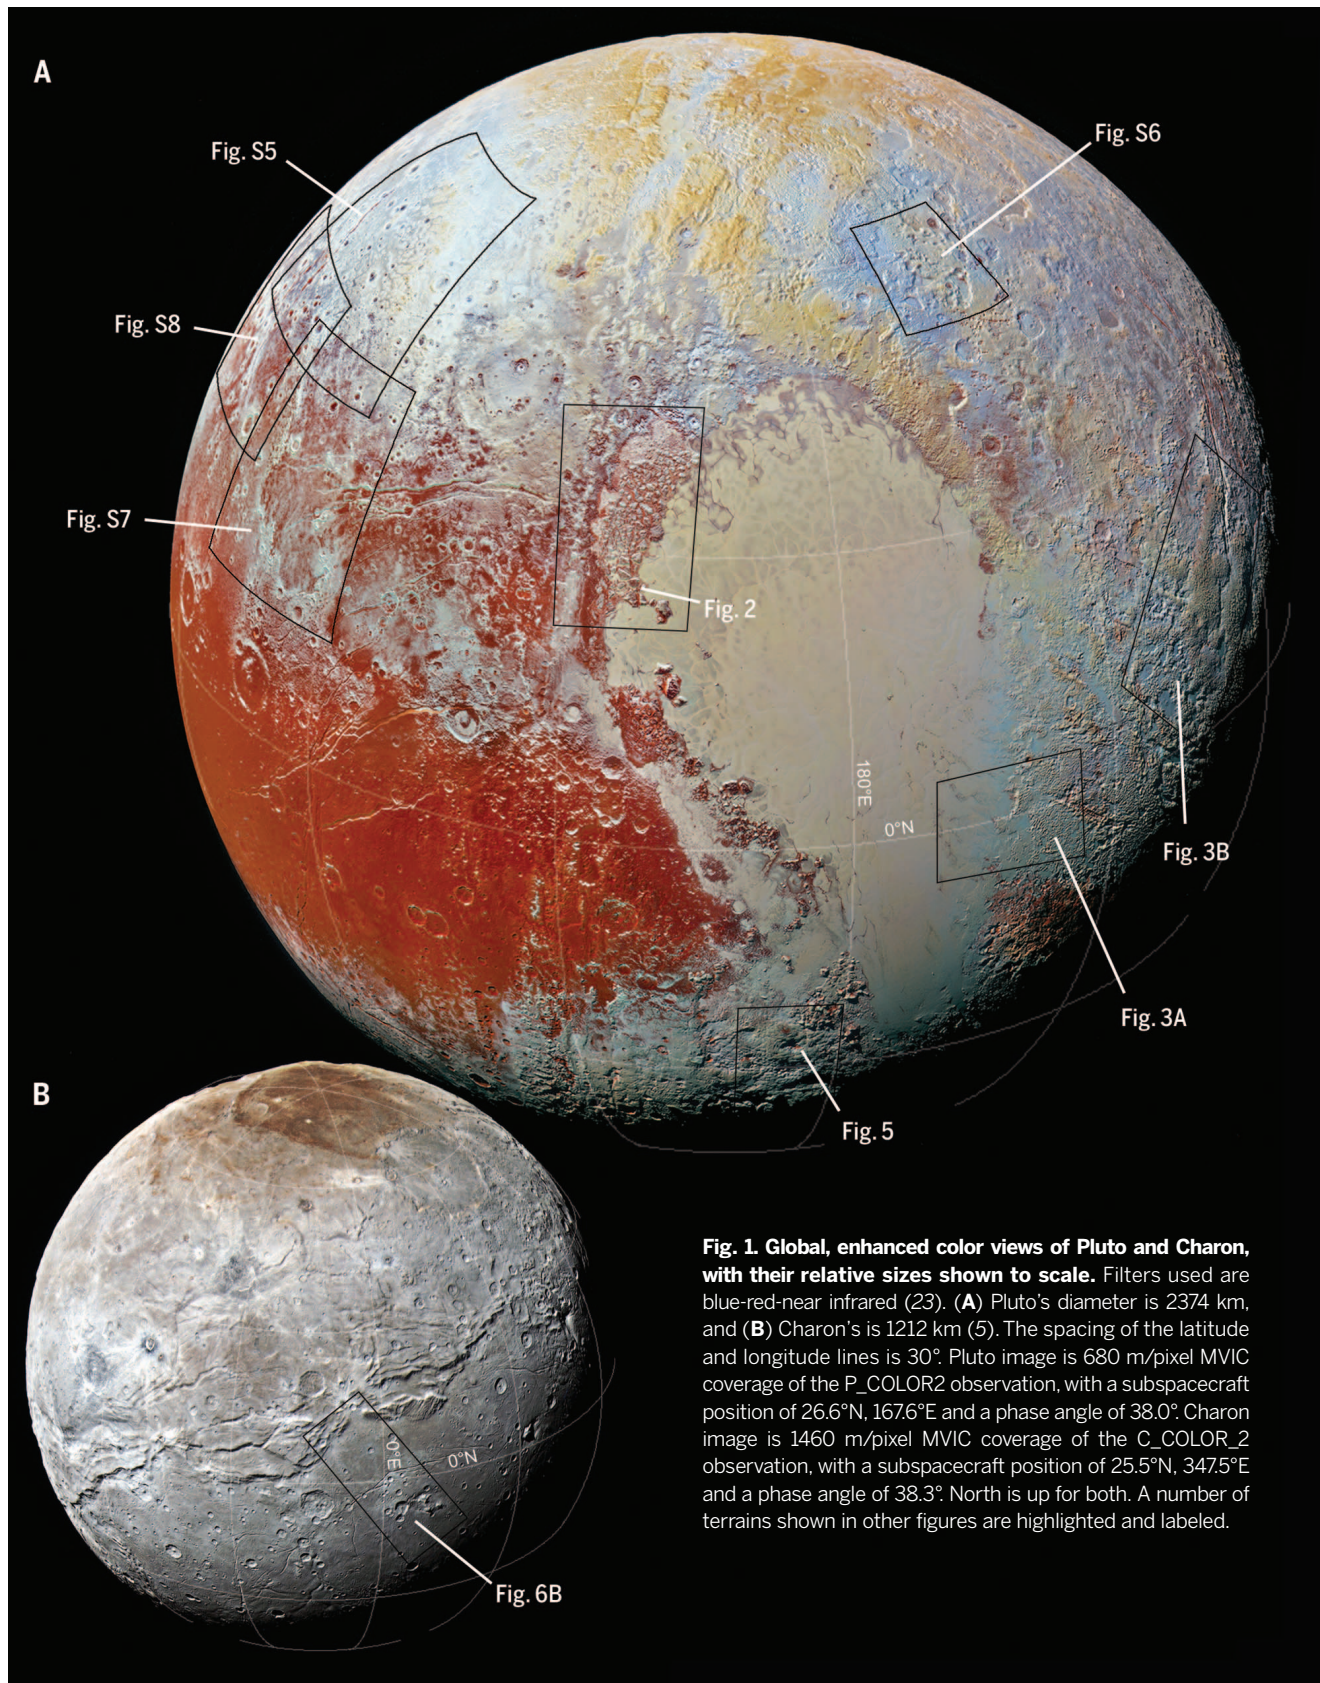 A
Fig. S5
Fig. S6
Fig. S8
Fig. S7
Fig. 2
180°E
0°N
Fig. 3B
Fig. 3A
Fig. 5
B
0°E
0°N
Fig. 6B
Fig. 1. Global, enhanced color views of Pluto and Charon,
with their relative sizes shown to scale. Filters used are
blue-red-near infrared (23). (A) Pluto's diameter is 2374 km,
and (B) Charon's is 1212 km (5). The spacing of the latitude
and longitude lines is 30°. Pluto image is 680 m/pixel MVIC
coverage of the P_COLOR2 observation, with a subspacecraft
position of 26.6°N, 167.6°E and a phase angle of 38.0°. Charon
image is 1460 m/pixel MVIC coverage of the C_COLOR_2
observation, with a subspacecraft position of 25.5°N, 347.5°E
and a phase angle of 38.3°. North is up for both. A number of
terrains shown in other figures are highlighted and labeled.